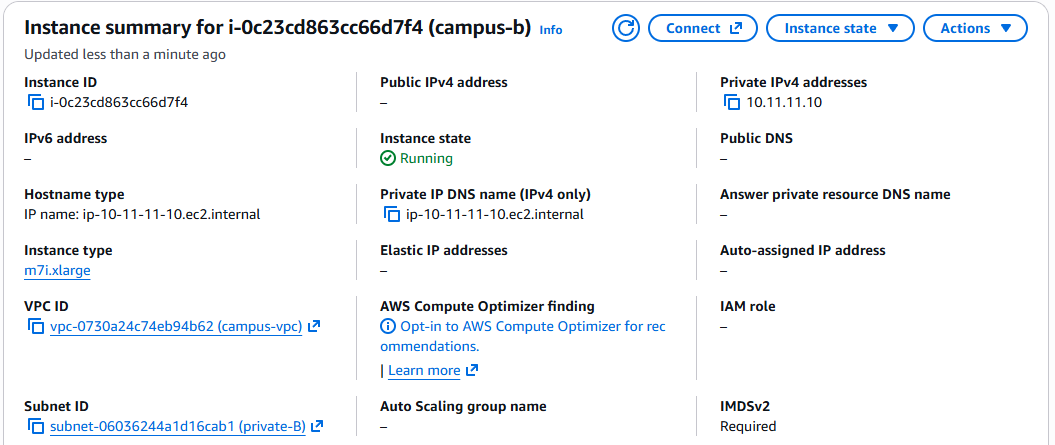 Instance summary for i-0c23cd863cc66d7f4 (campus-b) Info
Connect
Instance state
Actions
Updated less than a minute ago
Instance ID
i-0c23cd863cc66d7f4
Public IPv4 address
–
Private IPv4 addresses
10.11.11.10
IPv6 address
–
Instance state
Running
Public DNS
–
Hostname type
IP name: ip-10-11-11-10.ec2.internal
Private IP DNS name (IPv4 only)
ip-10-11-11-10.ec2.internal
Answer private resource DNS name
–
Instance type
m7i.xlarge
Elastic IP addresses
–
Auto-assigned IP address
–
VPC ID
vpc-0730a24c74eb94b62 (campus-vpc)
AWS Compute Optimizer finding
Opt-in to AWS Compute Optimizer for rec
ommendations.
| Learn more
IAM role
–
Subnet ID
subnet-06036244a1d16cab1 (private-B)
Auto Scaling group name
–
IMDSv2
Required